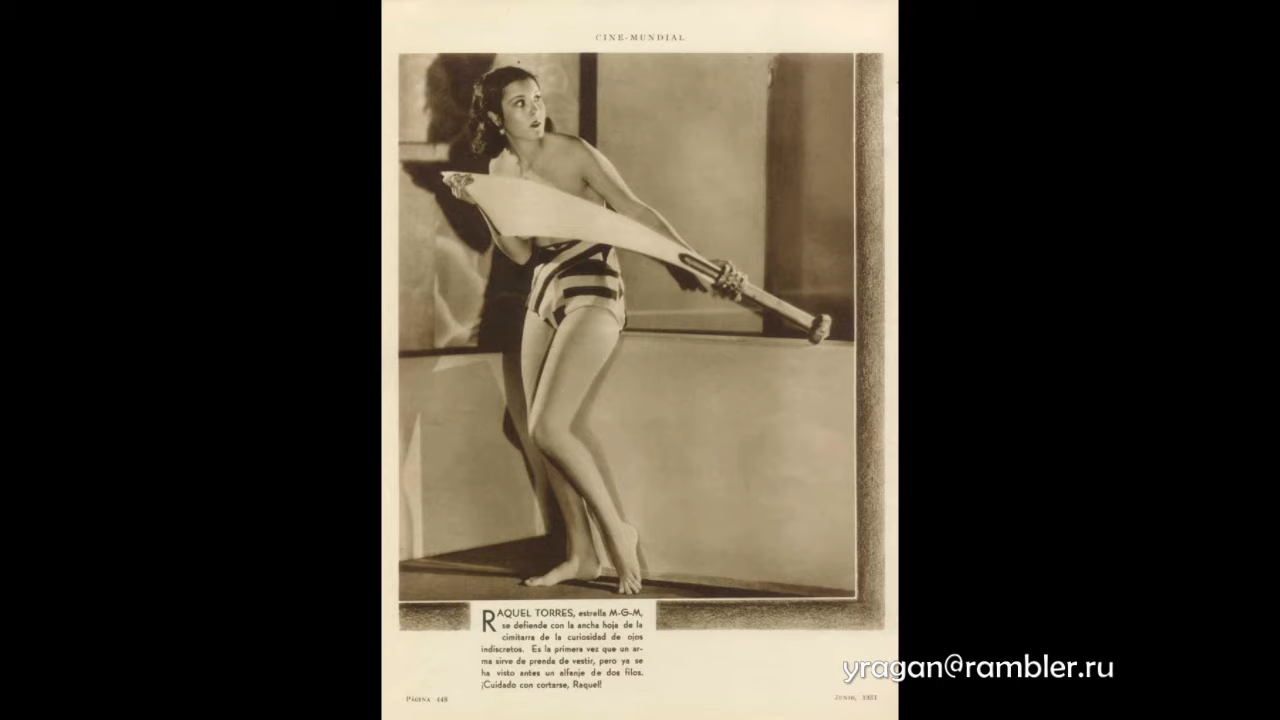 CINE-MUNDIAL
RAQUEL TORRES, estrella M-G-M,
se defiende con la ancha hoja de la
cimitarra de la curiosidad de ojos
indiscretos. Es la primera vez que un ar-
ma sirve de prenda de vestir, pero ya se
ha visto antes un alfanje de dos filos.
¡Cuidado con cortarse, Raquel!
yragan@rambler.ru
PÁGINA 448
JUNIO, 1931